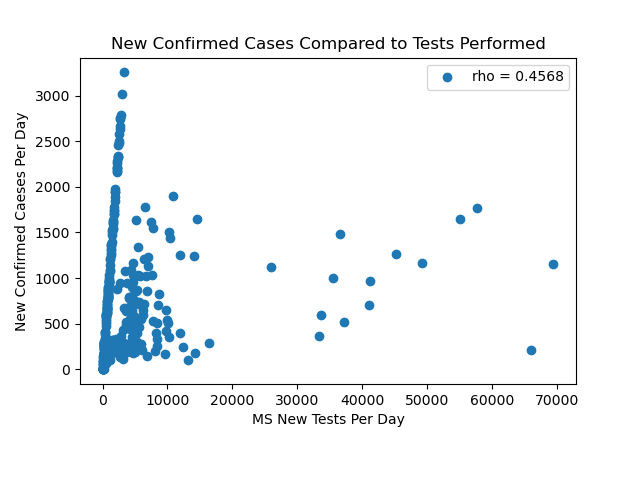 New Confirmed Cases Compared to Tests Performed
rho = 0.4568
New Confirmed Caeses Per Day
3000
2500
2000
1500
1000
500
0
0 10000 20000 30000 40000 50000 60000 70000
MS New Tests Per Day